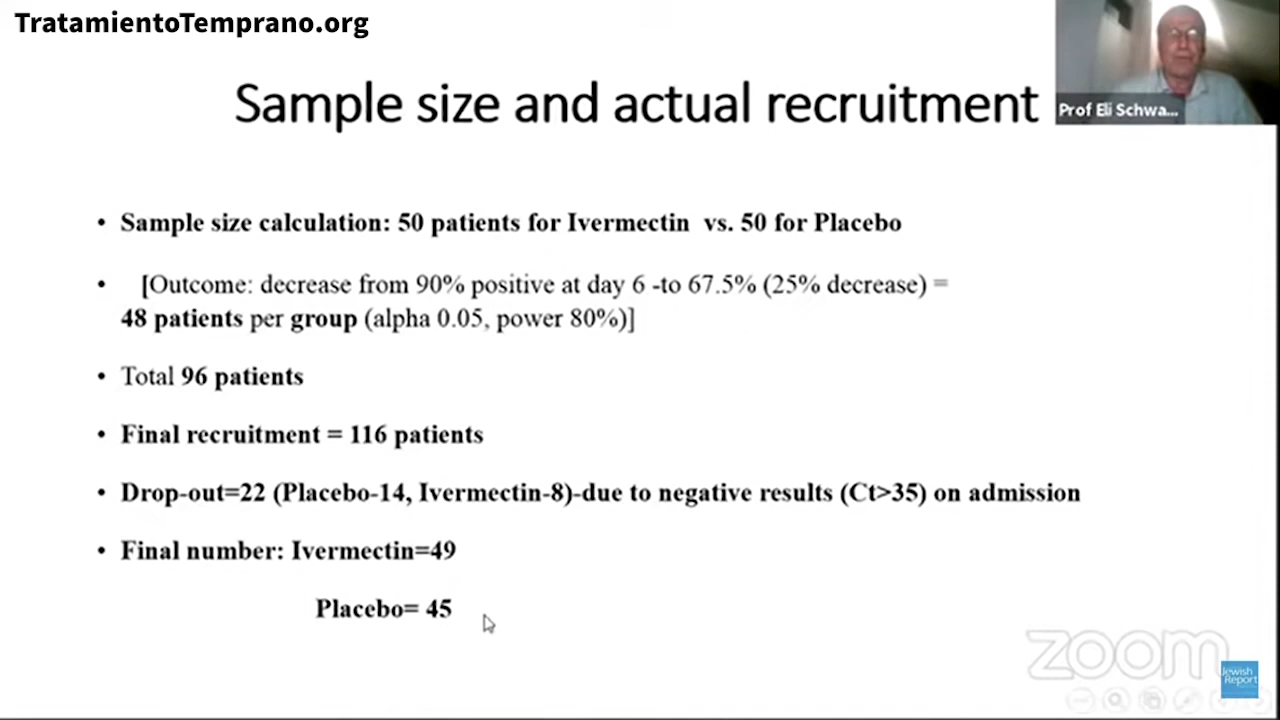 TratamientoTemprano.org
Prof Eli Schwa...
Sample size and actual recruitment
• Sample size calculation: 50 patients for Ivermectin vs. 50 for Placebo
• [Outcome: decrease from 90% positive at day 6 -to 67.5% (25% decrease) =
48 patients per group (alpha 0.05, power 80%)]
• Total 96 patients
• Final recruitment = 116 patients
• Drop-out=22 (Placebo-14, Ivermectin-8)-due to negative results (Ct>35) on admission
• Final number: Ivermectin=49
Placebo= 45
zoom
Jewish
Report